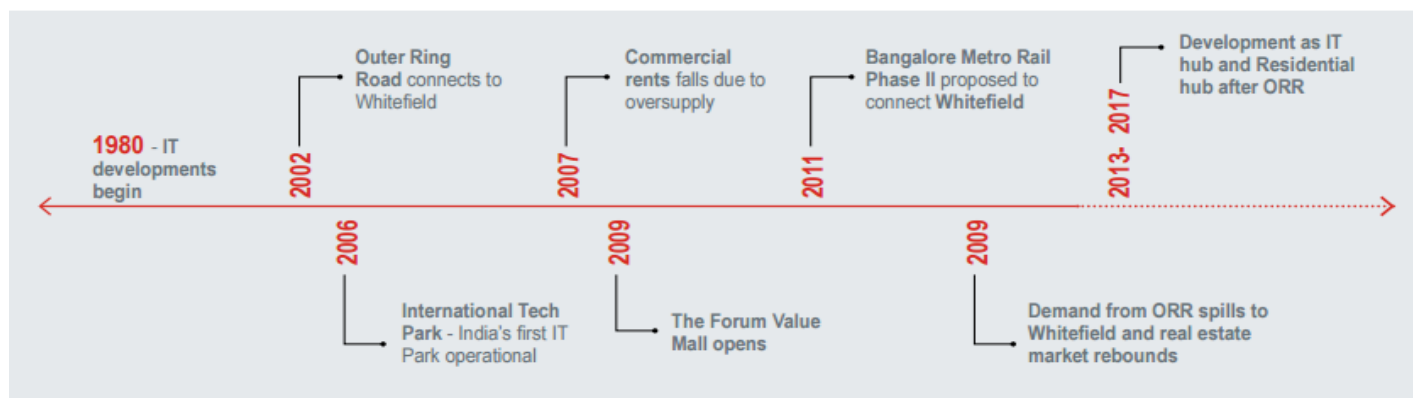 1980 - IT
developments
begin
2002
Outer Ring
Road connects to
Whitefield
2006
International Tech
Park - India's first IT
Park operational
2007
Commercial
rents falls due to
oversupply
2009
The Forum Value
Mall opens
2011
Bangalore Metro Rail
Phase II proposed to
connect Whitefield
2009
Demand from ORR spills to
Whitefield and real estate
market rebounds
2013- 2017
Development as IT
hub and Residential
hub after ORR